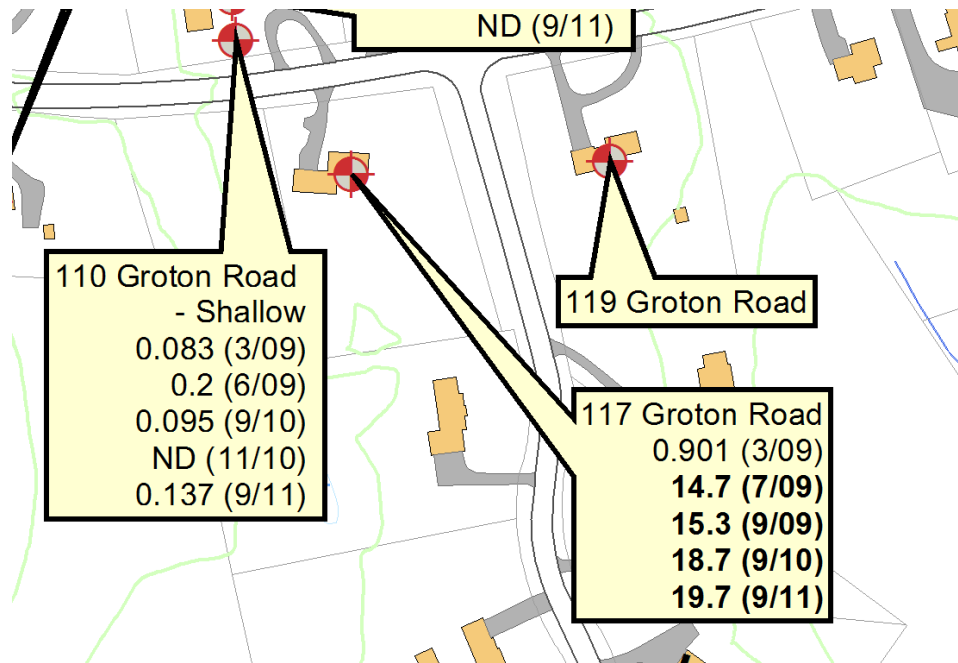 ND (9/11)
110 Groton Road
- Shallow
0.083 (3/09)
0.2 (6/09)
0.095 (9/10)
ND (11/10)
0.137 (9/11)
119 Groton Road
117 Groton Road
0.901 (3/09)
14.7 (7/09)
15.3 (9/09)
18.7 (9/10)
19.7 (9/11)